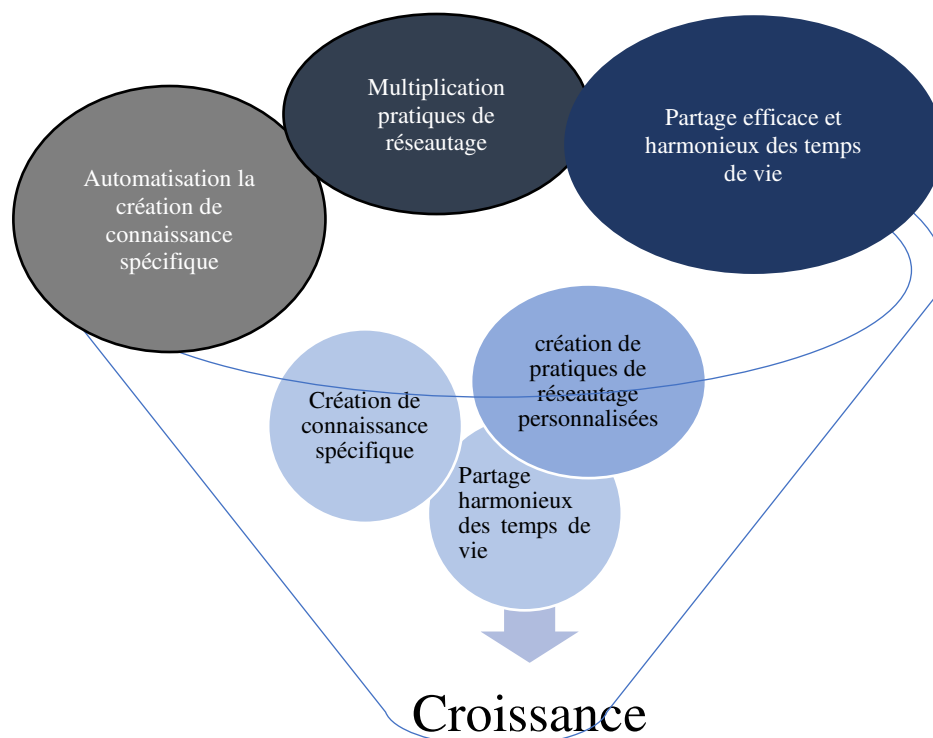 Multiplication
pratiques de
réseautage
Partage efficace et
harmonieux des temps
de vie
Automatisation la
création de
connaissance
spécifique
création de
pratiques de
réseautage
personnalisées
Création de
connaissance
spécifique
Partage
harmonieux
des temps de
vie
Croissance